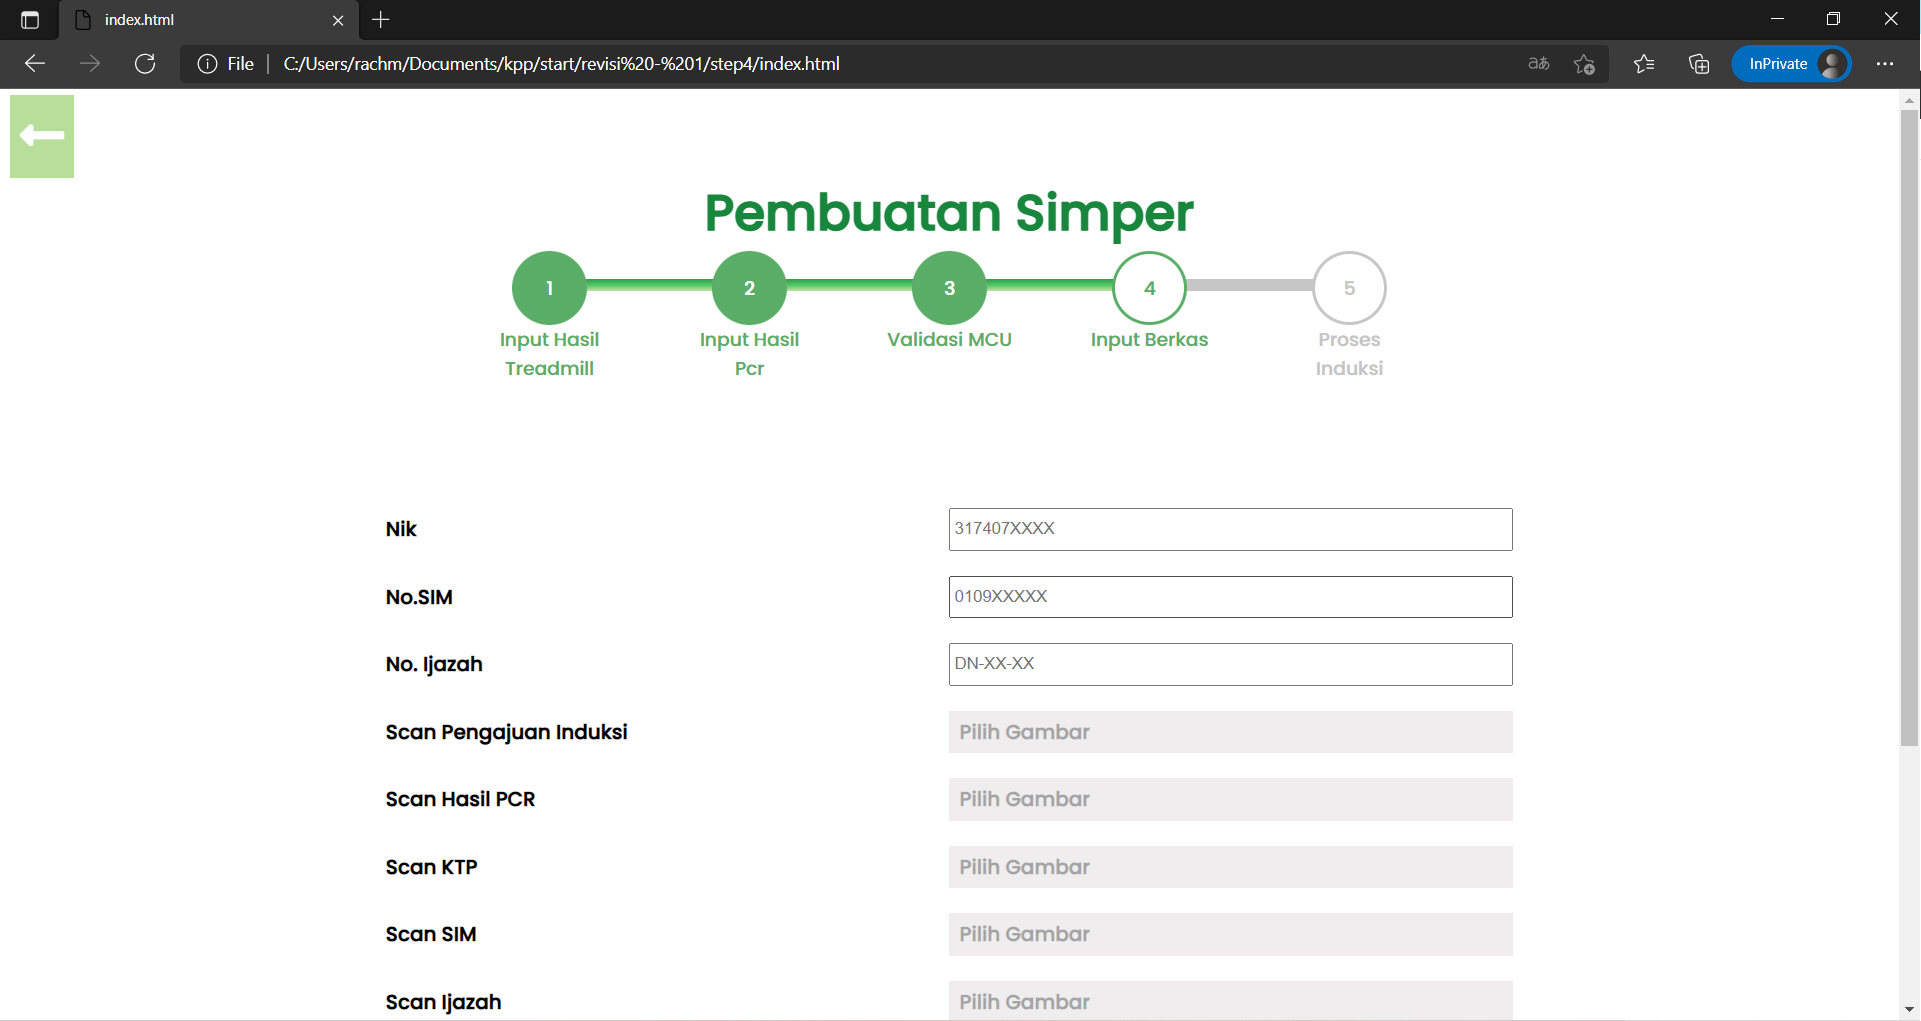 index.html
File
C:/Users/rachm/Documents/kpp/start/revisi%20-%201/step4/index.html
aあ
InPrivate
Pembuatan Simper
1
2
3
4
5
Input Hasil
Treadmill
Input Hasil
Pcr
Validasi MCU
Input Berkas
Proses
Induksi
Nik
317407XXXX
No.SIM
0109XXXXX
No. Ijazah
DN-XX-XX
Scan Pengajuan Induksi
Pilih Gambar
Scan Hasil PCR
Pilih Gambar
Scan KTP
Pilih Gambar
Scan SIM
Pilih Gambar
Scan Ijazah
Pilih Gambar